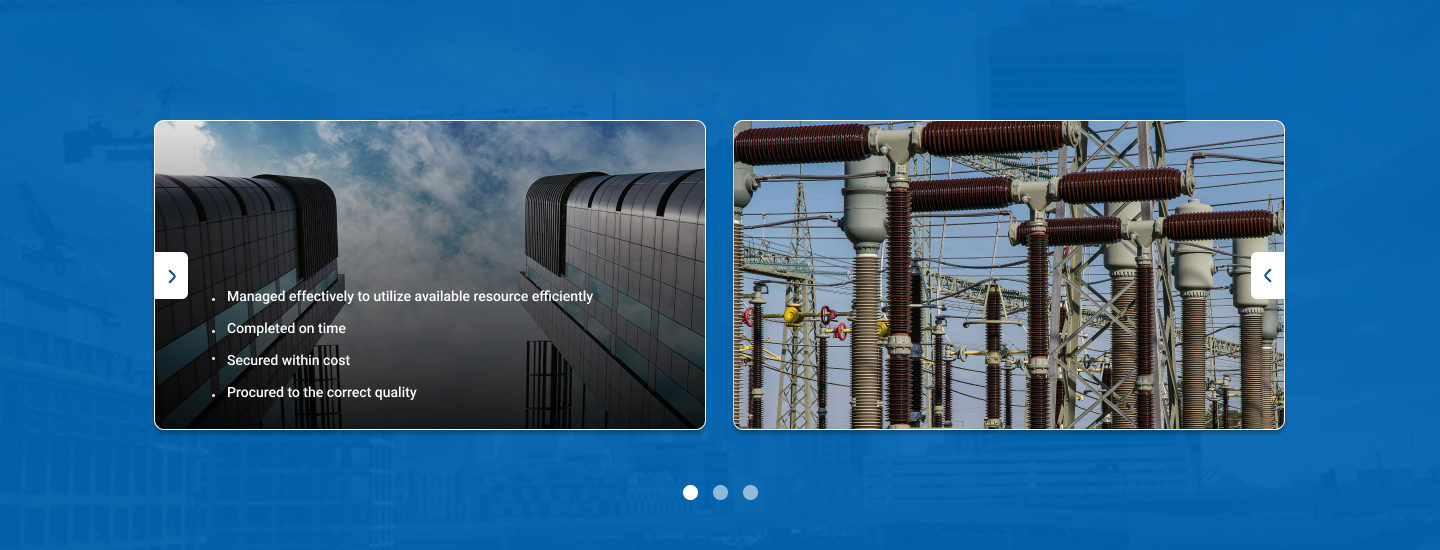 • Managed effectively to utilize available resource efficiently
• Completed on time
• Secured within cost
• Procured to the correct quality